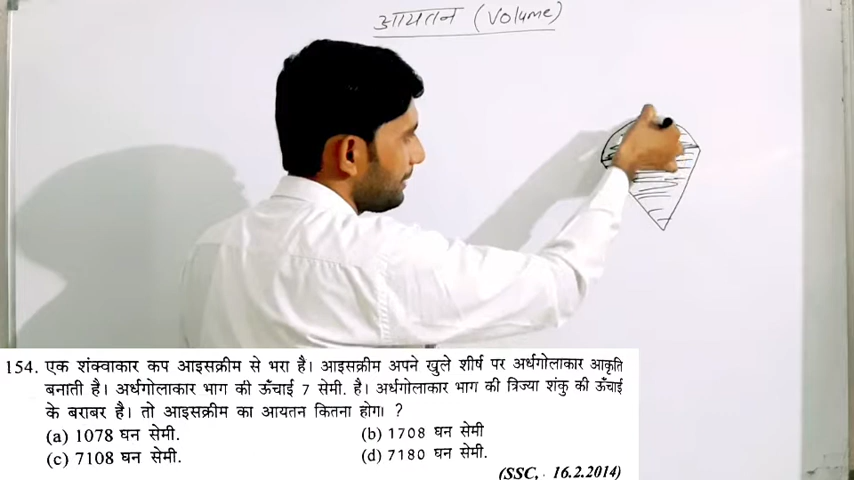 आयतन (Volume)
154. एक शंक्वाकार कप आइसक्रीम से भरा है। आइसक्रीम अपने खुले शीर्ष पर अर्धगोलाकार आकृति
बनाती है। अर्धगोलाकार भाग की ऊँचाई 7 सेमी. है। अर्धगोलाकार भाग की त्रिज्या शंकु की ऊँचाई
के बराबर है। तो आइसक्रीम का आयतन कितना होगा ?
(a) 1078 घन सेमी. (b) 1708 घन सेमी
(c) 7108 घन सेमी. (d) 7180 घन सेमी.
(SSC, 16.2.2014)